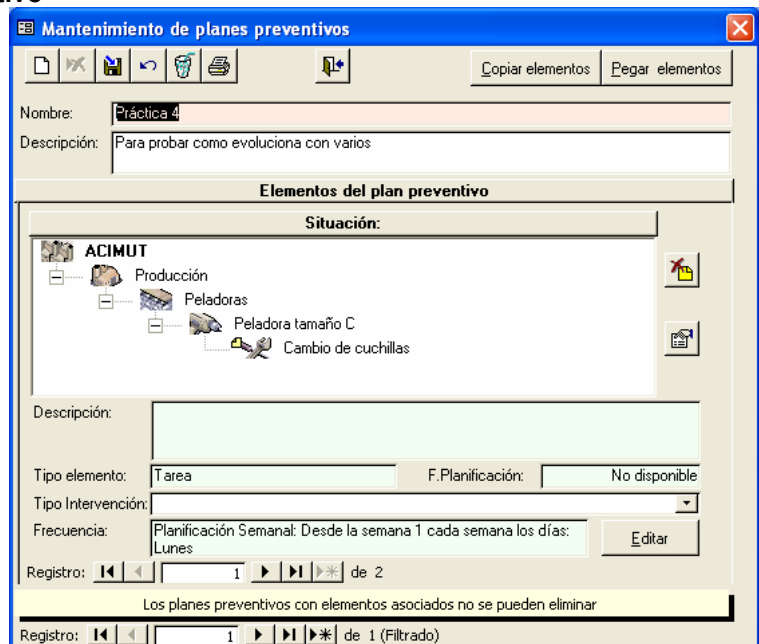 Mantenimiento de planes preventivos
Copiar elementos Pegar elementos
Nombre: Práctica 4
Descripción: Para probar como evoluciona con varios
Elementos del plan preventivo
Situación:
ACIMUT
Producción
Peladoras
Peladora tamaño C
Cambio de cuchillas
Descripción:
Tipo elemento: Tarea F.Planificación: No disponible
Tipo Intervención:
Frecuencia: Planificación Semanal: Desde la semana 1 cada semana los días:
Lunes
Editar
Registro: 1 de 2
Los planes preventivos con elementos asociados no se pueden eliminar
Registro: 1 de 1 (Filtrado)